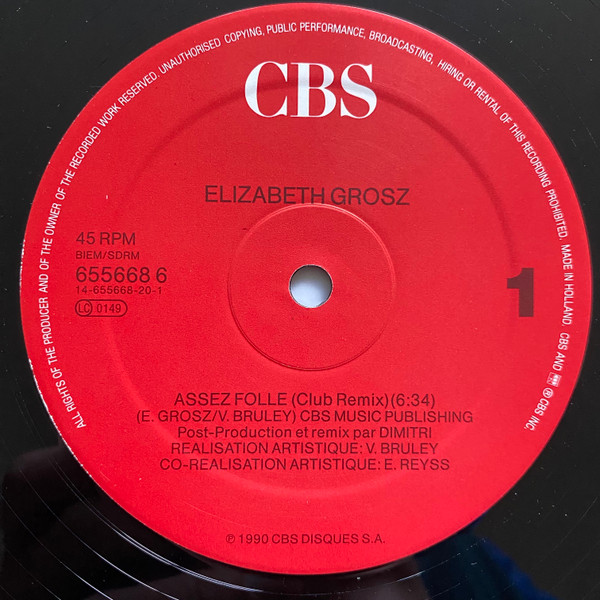 ALL RIGHTS OF THE PRODUCER AND OF THE OWNER OF THE RECORDED WORK RESERVED. UNAUTHORISED COPYING, PUBLIC PERFORMANCE, BROADCASTING, HIRING OR RENTAL OF THIS RECORDING PROHIBITED. MADE IN HOLLAND. CBS AND ℗ CBS INC.
CBS
ELIZABETH GROSZ
45 RPM
BIEM/SDRM
655668 6
14-655668-20-1
LC 0149
1
ASSEZ FOLLE (Club Remix)(6:34)
(E. GROSZ/V. BRULEY) CBS MUSIC PUBLISHING
Post-Production et remix par DIMITRI
REALISATION ARTISTIQUE: V. BRULEY
CO-REALISATION ARTISTIQUE: E. REYSS
℗ 1990 CBS DISQUES S.A.